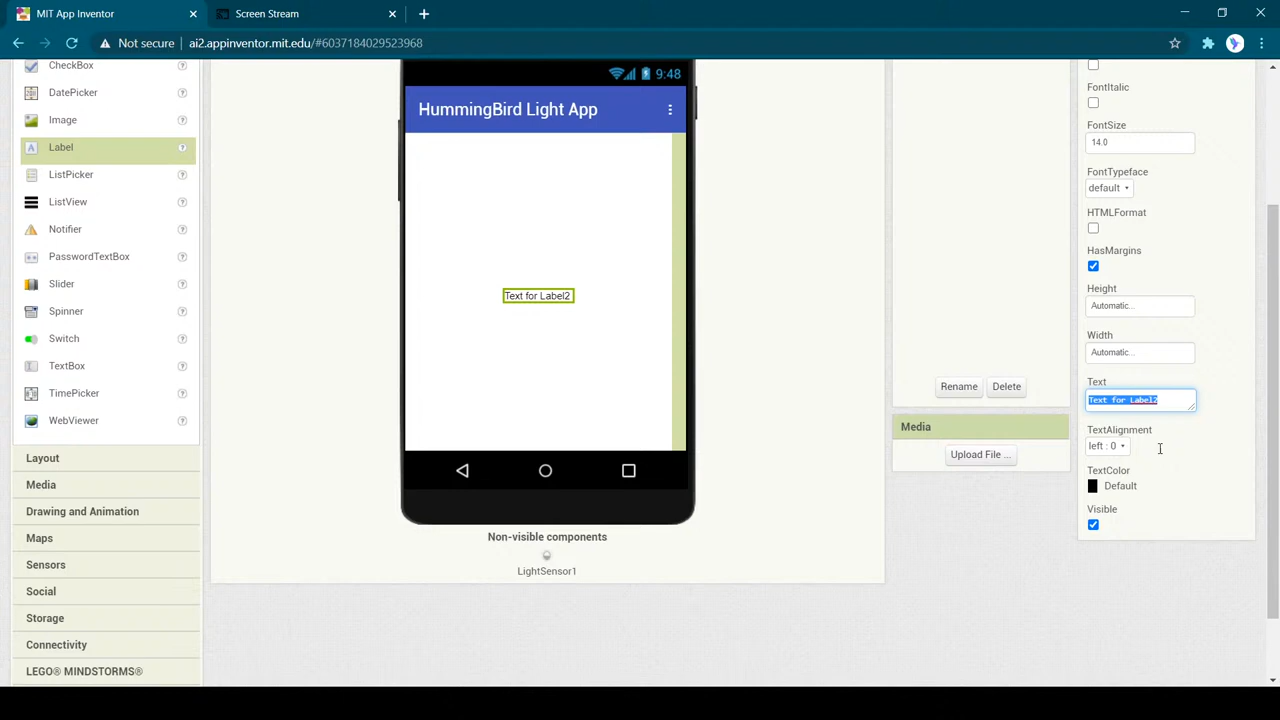 MIT App Inventor
Screen Stream
Not secure
ai2.appinventor.mit.edu/#6037184029523968
CheckBox
DatePicker
Image
Label
ListPicker
ListView
Notifier
PasswordTextBox
Slider
Spinner
Switch
TextBox
TimePicker
WebViewer
Layout
Media
Drawing and Animation
Maps
Sensors
Social
Storage
Connectivity
LEGO® MINDSTORMS®
9:48
HummingBird Light App
Text for Label2
Non-visible components
LightSensor1
Rename
Delete
Media
Upload File ...
FontItalic
FontSize
14.0
FontTypeface
default
HTMLFormat
HasMargins
Height
Automatic...
Width
Automatic...
Text
Text for Label2
TextAlignment
left : 0
TextColor
Default
Visible